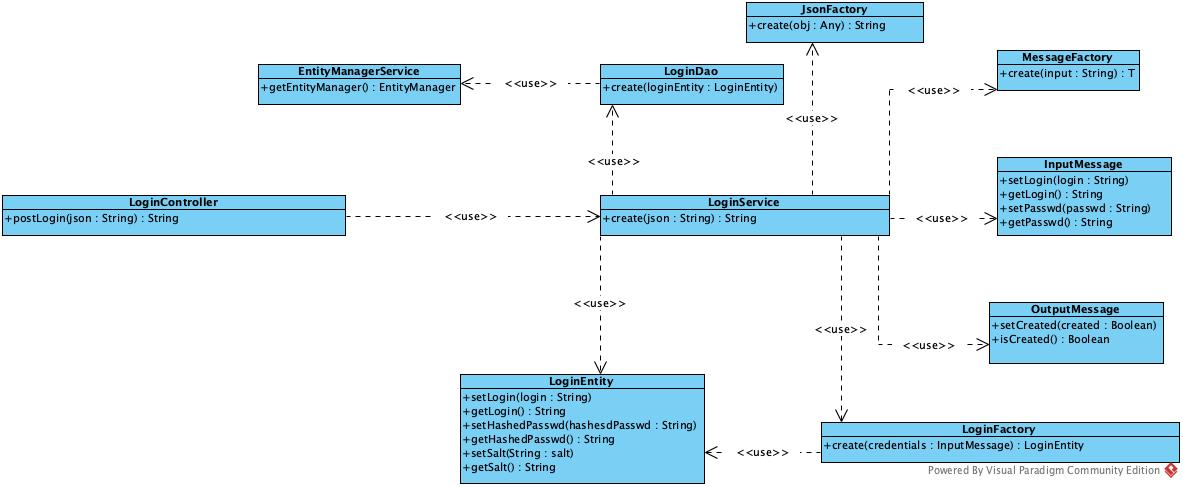 JsonFactory
+create(obj : Any) : String
MessageFactory
+create(input : String) : T
EntityManagerService
+getEntityManager() : EntityManager
<<use>>
LoginDao
+create(loginEntity : LoginEntity)
<<use>>
<<use>>
<<use>>
InputMessage
+setLogin(login : String)
+getLogin() : String
+setPasswd(passwd : String)
+getPasswd() : String
LoginController
+postLogin(json : String) : String
<<use>>
LoginService
+create(json : String) : String
<<use>>
<<use>>
<<use>>
<<use>>
OutputMessage
+setCreated(created : Boolean)
+isCreated() : Boolean
LoginEntity
+setLogin(login : String)
+getLogin() : String
+setHashedPasswd(hashesdPasswd : String)
+getHashedPasswd() : String
+setSalt(String : salt)
+getSalt() : String
<<use>>
LoginFactory
+create(credentials : InputMessage) : LoginEntity
Powered By Visual Paradigm Community Edition